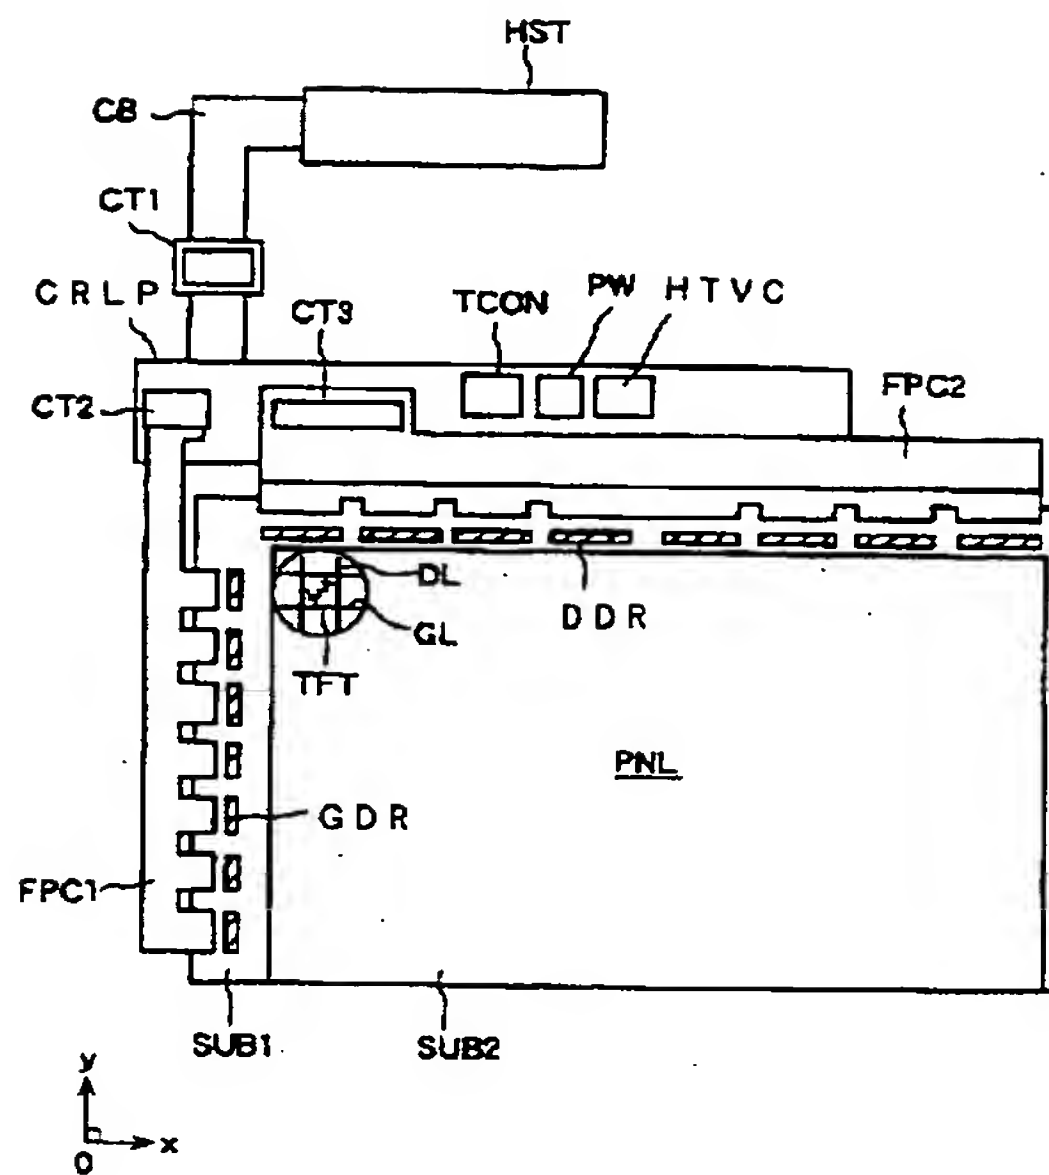 HST
CB
CT1
CRLP
CT3
TCON
PW
HTVC
CT2
FPC2
DL
GL
DDR
TFT
PNL
GDR
FPC1
SUB1
SUB2
y
x
0